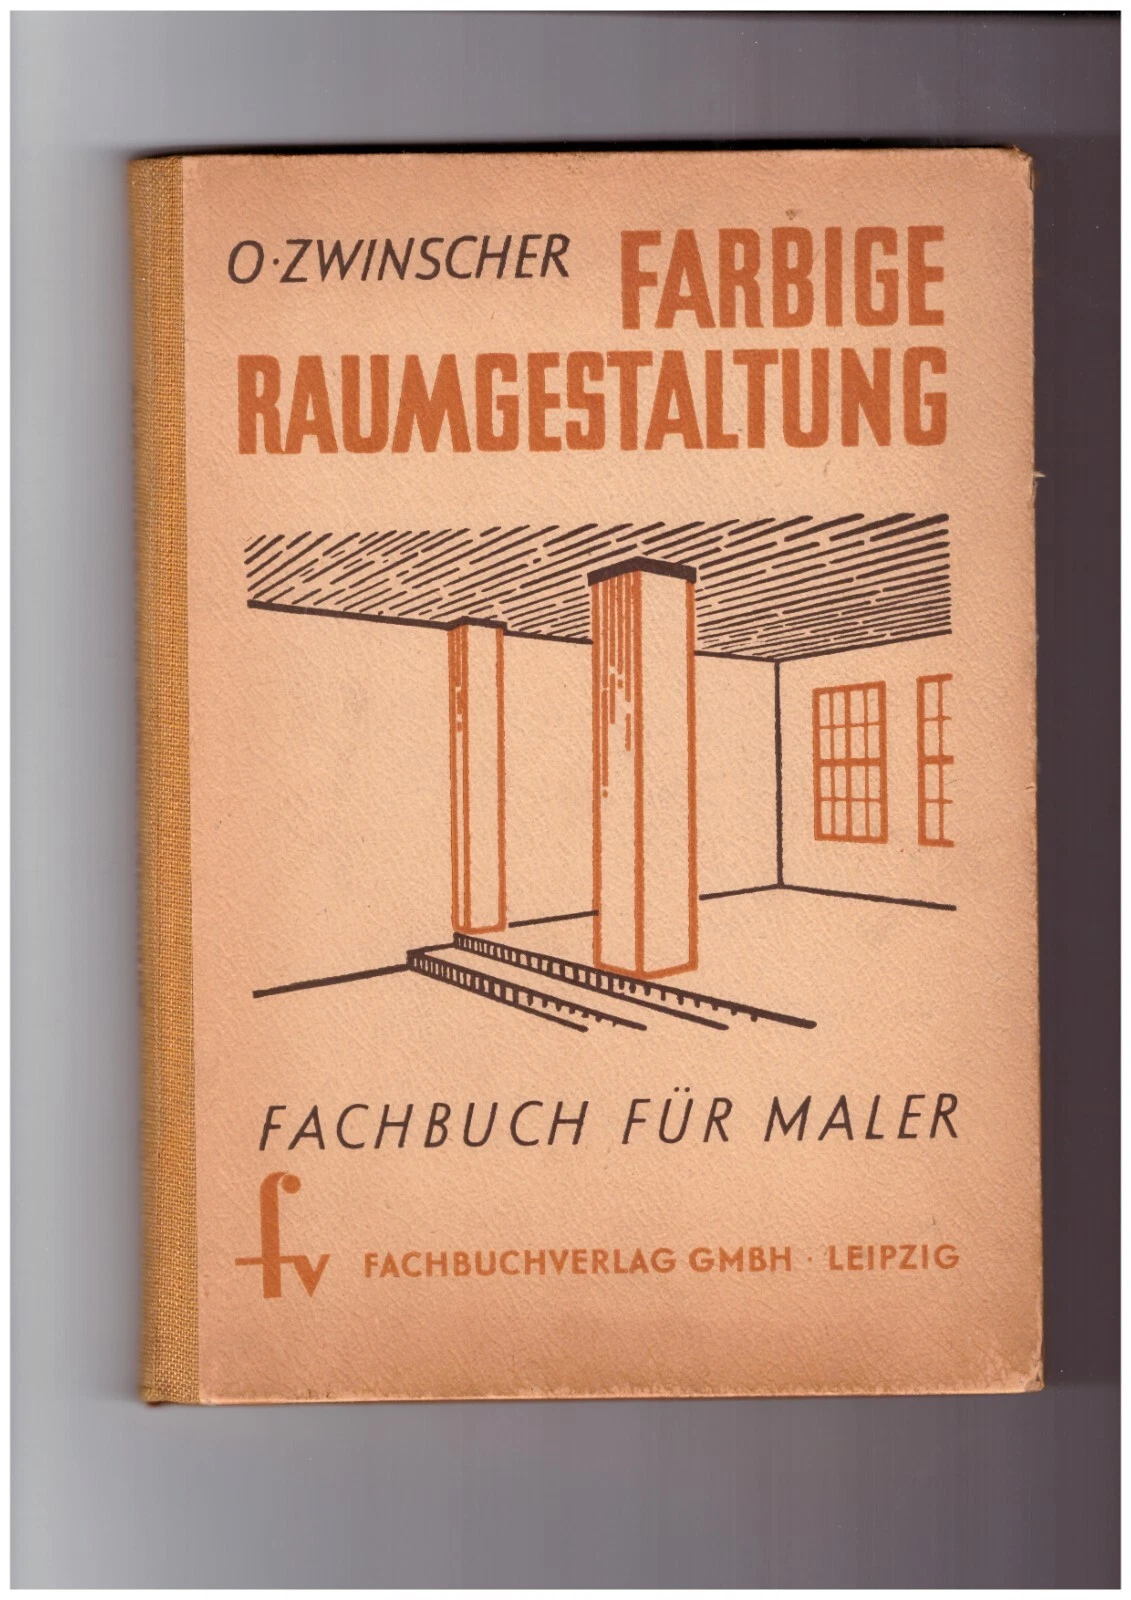 O·ZWINSCHER FARBIGE
RAUMGESTALTUNG
FACHBUCH FÜR MALER
fv FACHBUCHVERLAG GMBH · LEIPZIG